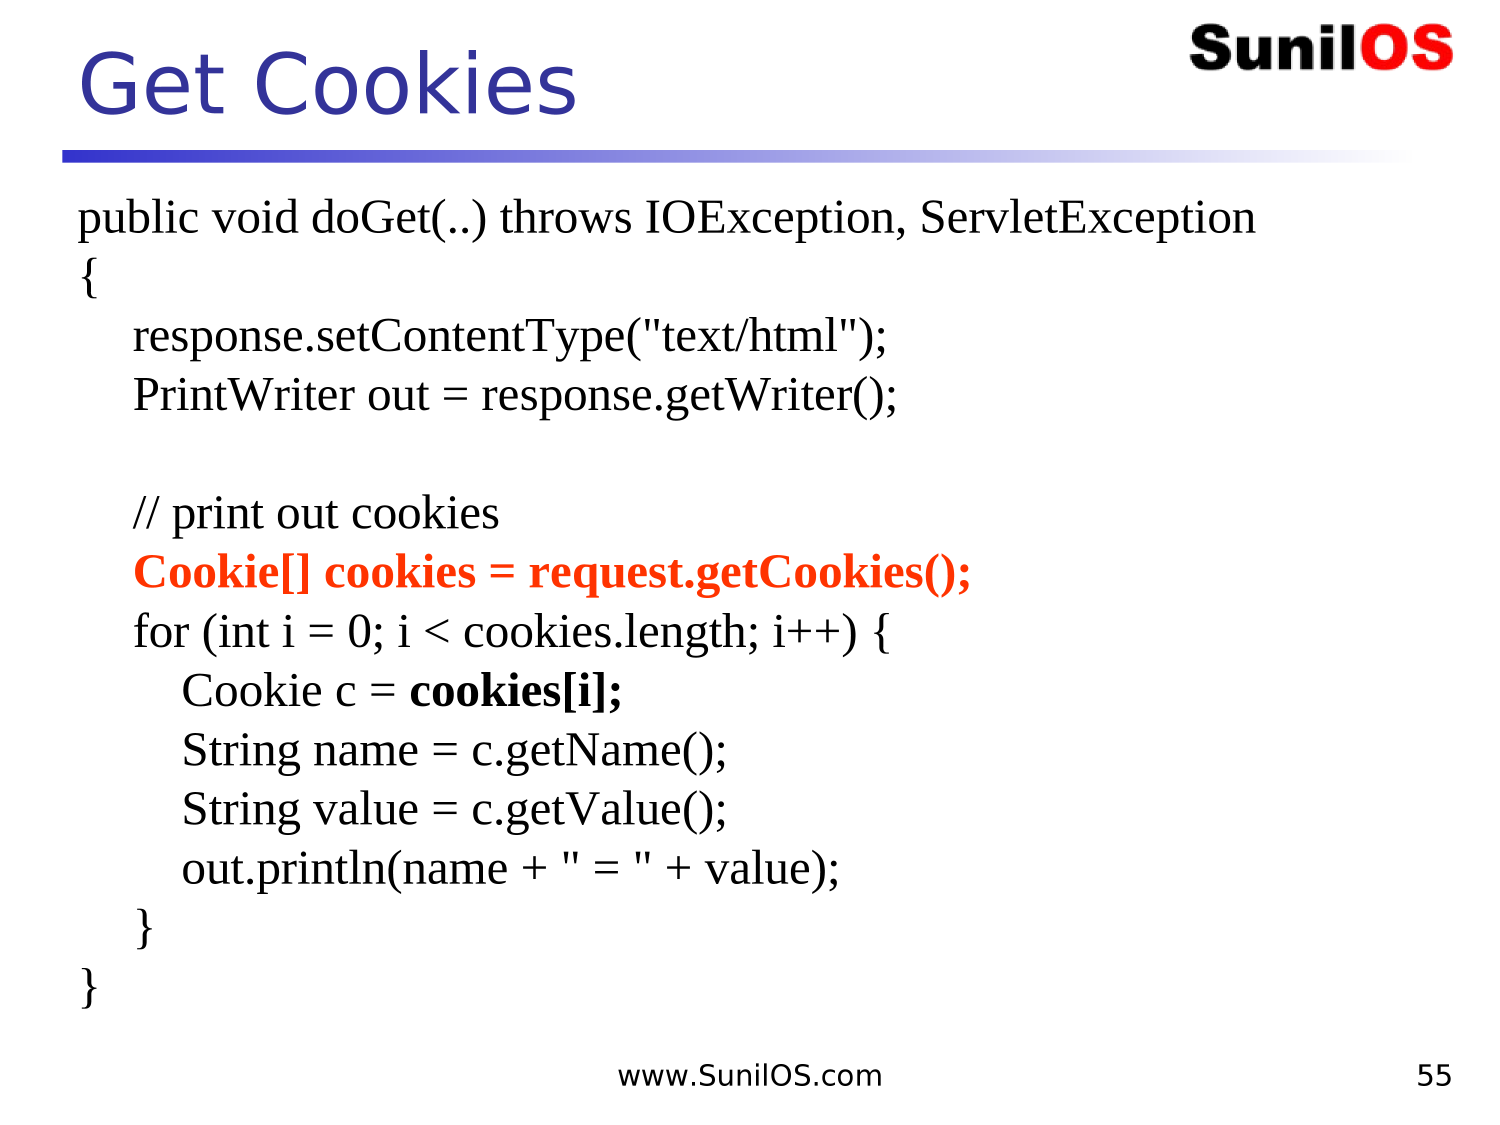 Get Cookies
SunilOS
public void doGet(..) throws IOException, ServletException
{
response.setContentType("text/html");
PrintWriter out = response.getWriter();
// print out cookies
Cookie[] cookies = request.getCookies();
for (int i = 0; i < cookies.length; i++) {
Cookie c = cookies[i];
String name = c.getName();
String value = c.getValue();
out.println(name + " = " + value);
}
}
www.SunilOS.com
55